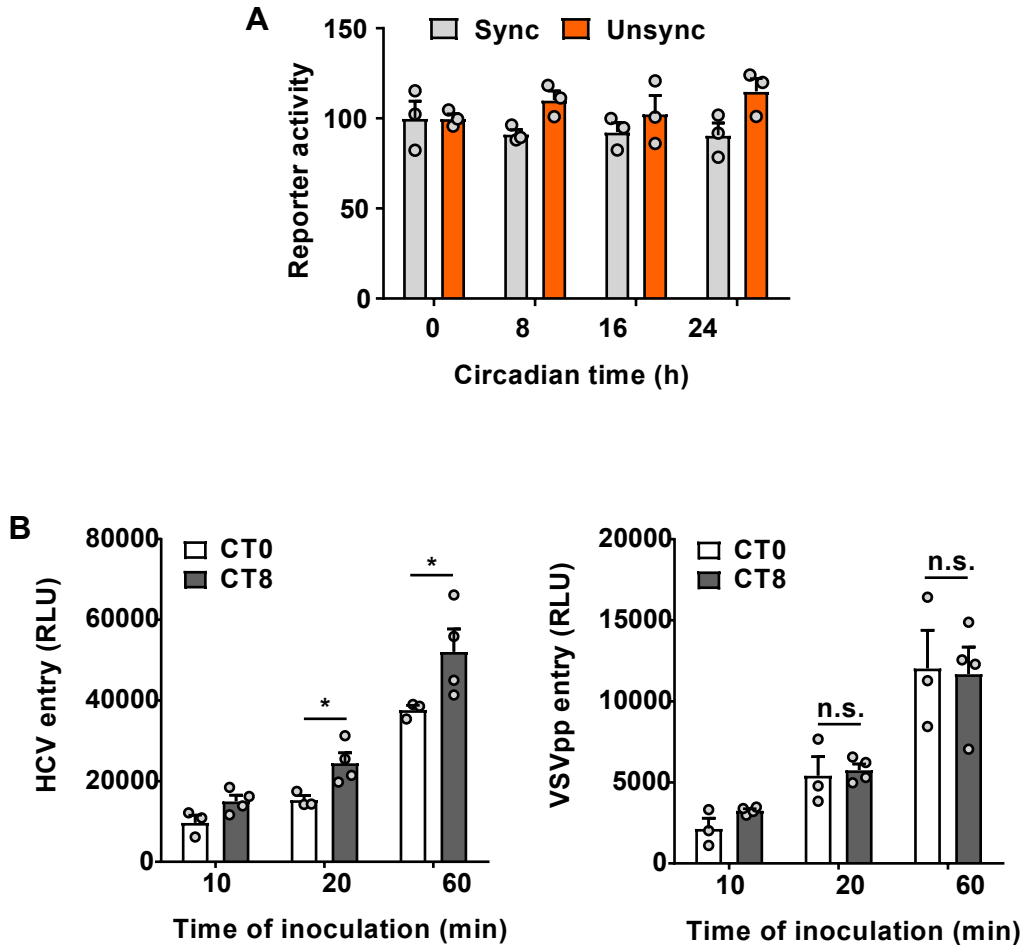 A
Sync Unsync
150
100
50
0
Reporter activity
0 8 16 24
Circadian time (h)
B
80000
60000
40000
20000
0
HCV entry (RLU)
CT0
CT8
*
*
10 20 60
Time of inoculation (min)
20000
15000
10000
5000
0
VSVpp entry (RLU)
CT0
CT8
n.s.
n.s.
10 20 60
Time of inoculation (min)